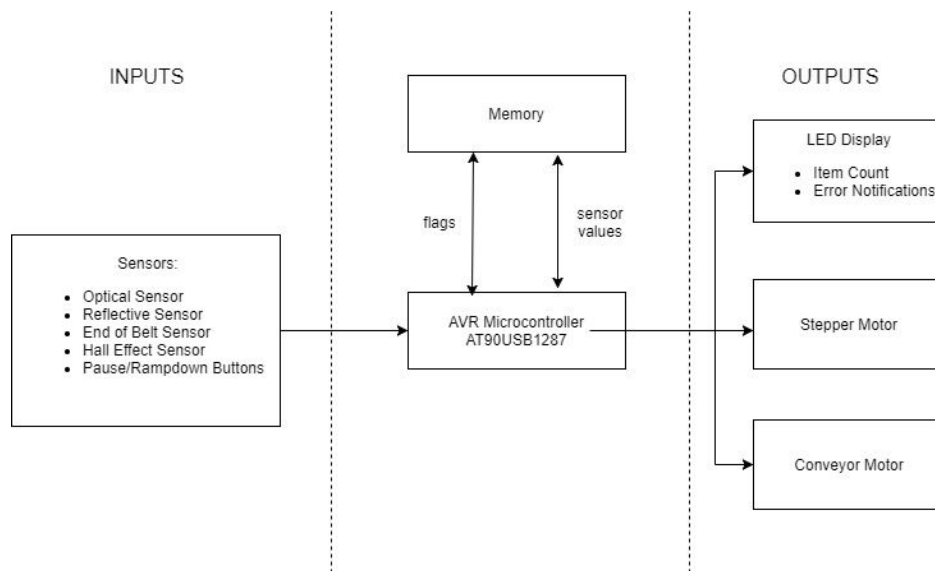 INPUTS
OUTPUTS
Memory
LED Display
• Item Count
• Error Notifications
flags
sensor
values
Sensors:
• Optical Sensor
• Reflective Sensor
• End of Belt Sensor
• Hall Effect Sensor
• Pause/Rampdown Buttons
AVR Microcontroller
AT90USB1287
Stepper Motor
Conveyor Motor